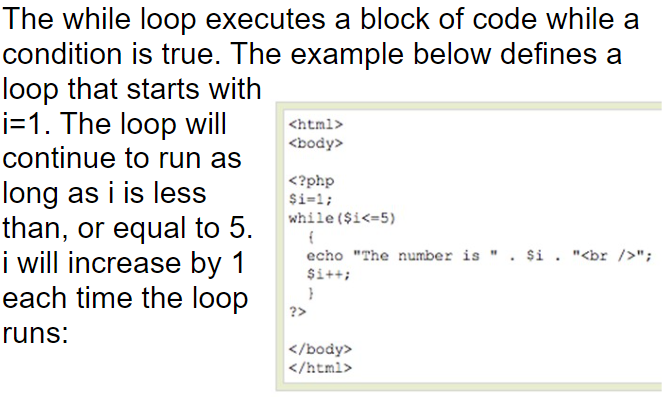 The while loop executes a block of code while a
condition is true. The example below defines a
loop that starts with
i=1. The loop will
continue to run as
long as i is less
than, or equal to 5.
i will increase by 1
each time the loop
runs:
<html>
<body>
<?php
$i=1;
while($i<=5)
{
echo "The number is " . $i . "<br />";
$i++;
}
?>
</body>
</html>